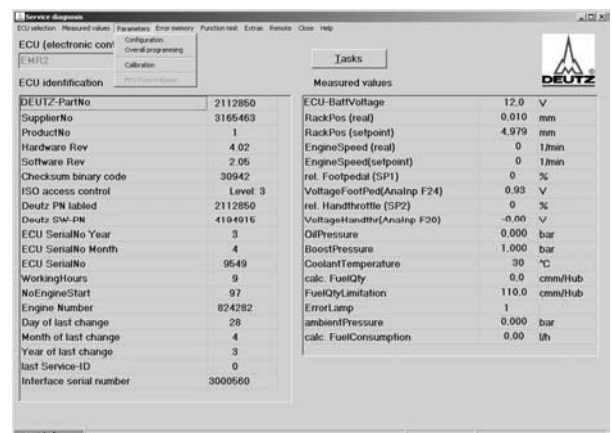 Service diagnosis
ECU selection Measured values Parameters Error memory Function test Extras Remote Close Help
Configuration
Overall programming
Calibration
ECU (electronic con
EMR2
Tasks
DEUTZ
ECU identification
DEUTZ-PartNo 2112850
SupplierNo 3165463
ProductNo 1
Hardware Rev 4.02
Software Rev 2.05
Checksum binary code 30942
ISO access control Level: 3
Deutz PN labled 2112850
Deutz SW-PN 4194916
ECU SerialNo Year 3
ECU SerialNo Month 4
ECU SerialNo 9549
WorkingHours 9
NoEngineStart 97
Engine Number 824282
Day of last change 28
Month of last change 4
Year of last change 3
last Service-ID 0
Interface serial number 3000560
Measured values
ECU-BattVoltage 12,0 V
RackPos (real) 0,010 mm
RackPos (setpoint) 4,979 mm
EngineSpeed (real) 0 1/min
EngineSpeed(setpoint) 0 1/min
rel. Footpedal (SP1) 0 %
VoltageFootPed(AnaInp F24) 0,93 V
rel. Handthrottle (SP2) 0 %
VoltageHandthr(AnaInp F20) -0,00 V
OilPressure 0,000 bar
BoostPressure 1,000 bar
CoolantTemperature 30 °C
calc. FuelQty 0,0 cmm/Hub
FuelQtyLimitation 110,0 cmm/Hub
ErrorLamp 1
ambientPressure 0,000 bar
calc. FuelConsumption 0,00 l/h